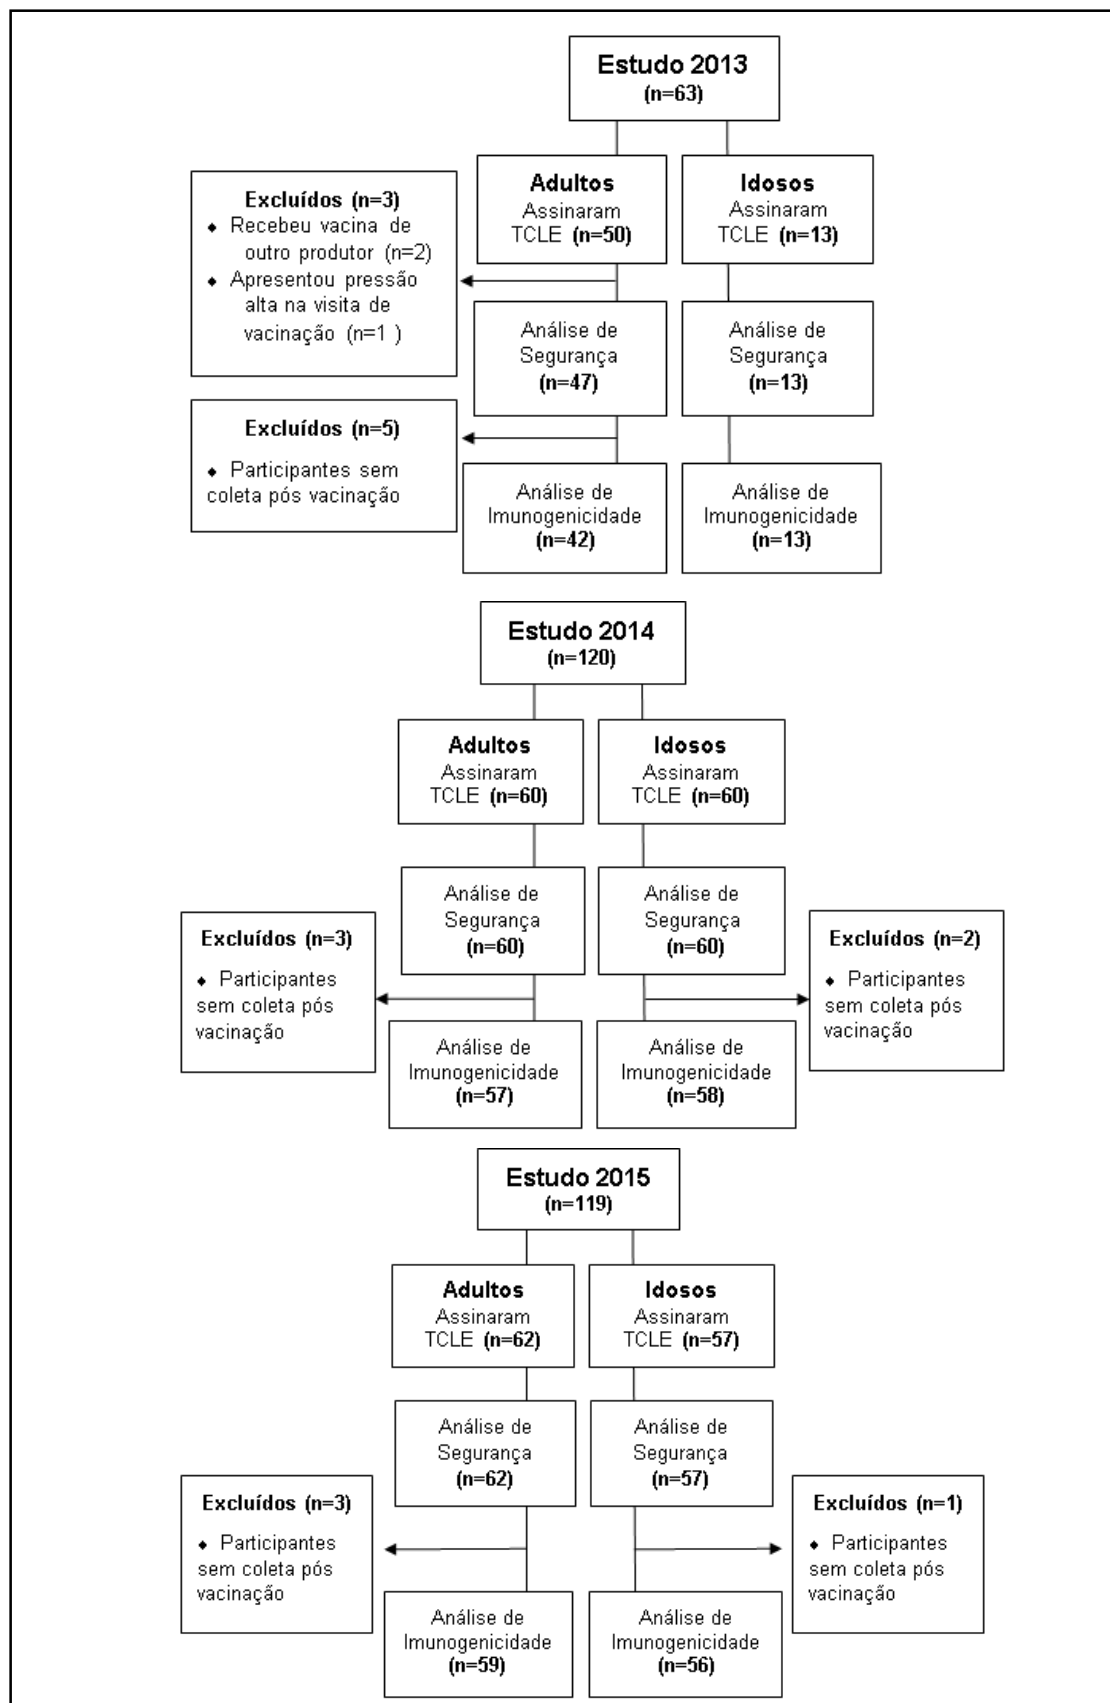 Estudo 2013
(n=63)
Adultos
Assinaram
TCLE (n=50)
Idosos
Assinaram
TCLE (n=13)
Excluídos (n=3)
♦ Recebeu vacina de
outro produtor (n=2)
♦ Apresentou pressão
alta na visita de
vacinação (n=1 )
Análise de
Segurança
(n=47)
Análise de
Segurança
(n=13)
Excluídos (n=5)
♦ Participantes sem
coleta pós vacinação
Análise de
Imunogenicidade
(n=42)
Análise de
Imunogenicidade
(n=13)
Estudo 2014
(n=120)
Adultos
Assinaram
TCLE (n=60)
Idosos
Assinaram
TCLE (n=60)
Análise de
Segurança
(n=60)
Análise de
Segurança
(n=60)
Excluídos (n=3)
♦ Participantes
sem coleta pós
vacinação
Excluídos (n=2)
♦ Participantes
sem coleta pós
vacinação
Análise de
Imunogenicidade
(n=57)
Análise de
Imunogenicidade
(n=58)
Estudo 2015
(n=119)
Adultos
Assinaram
TCLE (n=62)
Idosos
Assinaram
TCLE (n=57)
Análise de
Segurança
(n=62)
Análise de
Segurança
(n=57)
Excluídos (n=3)
♦ Participantes
sem coleta pós
vacinação
Excluídos (n=1)
♦ Participantes
sem coleta pós
vacinação
Análise de
Imunogenicidade
(n=59)
Análise de
Imunogenicidade
(n=56)